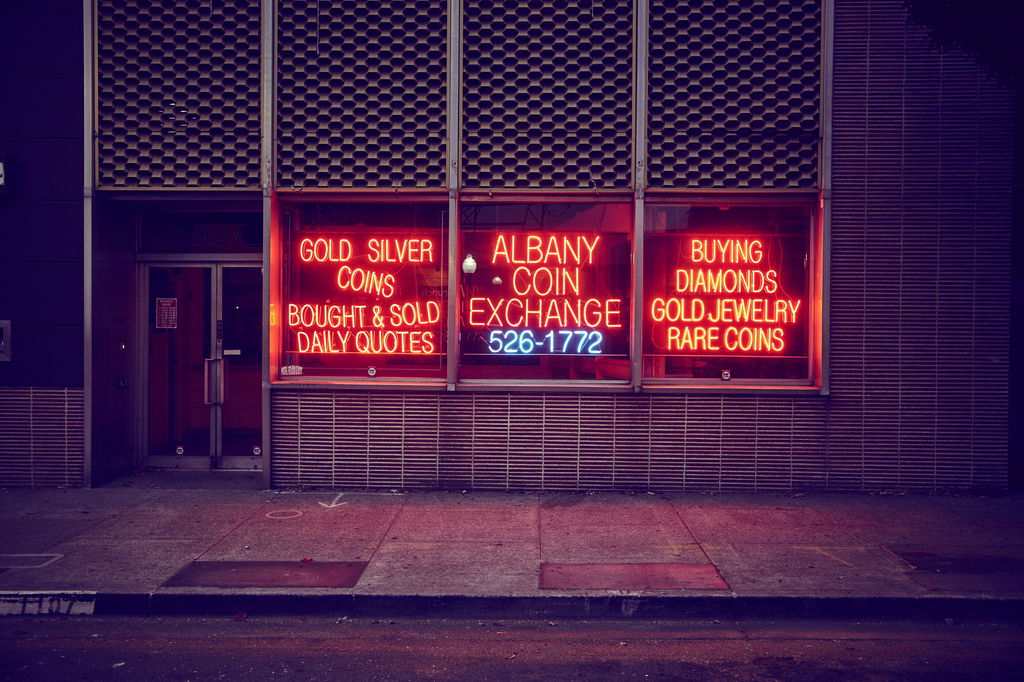 GOLD SILVER
COINS
BOUGHT & SOLD
DAILY QUOTES
ALBANY
COIN
EXCHANGE
526-1772
BUYING
DIAMONDS
GOLD JEWELRY
RARE COINS